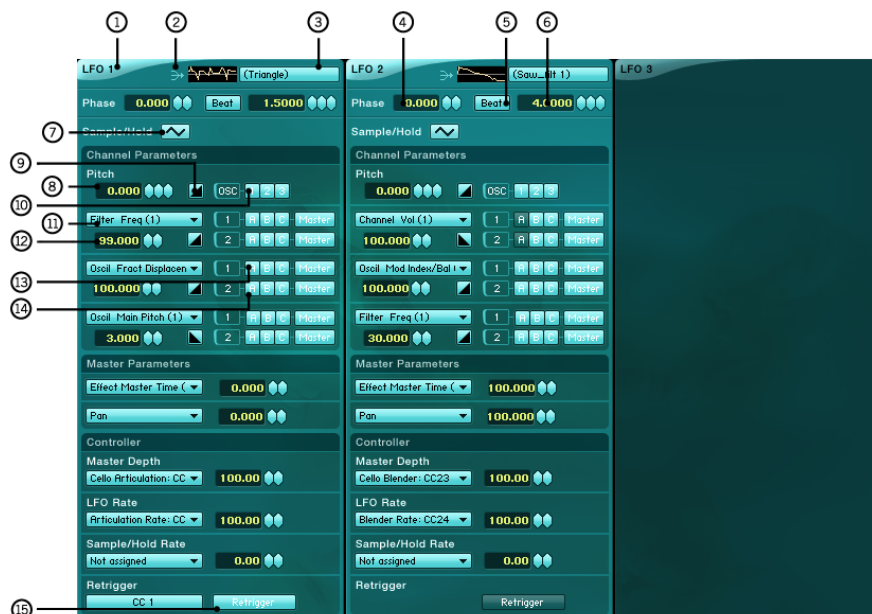 1 2 3 4 5 6
LFO 1 (Triangle) LFO 2 (Saw_tilt 1) LFO 3
Phase 0.000 Beat 1.5000 Phase 0.000 Beat 4.0000
7 Sample/Hold Sample/Hold
Channel Parameters Channel Parameters
9 Pitch Pitch
8 0.000 OSC 1 2 3 0.000 OSC 1 2 3
10
11 Filter Freq (1) 1 A B C Master Channel Vol (1) 1 A B C Master
12 99.000 2 A B C Master 100.000 2 A B C Master
13 Oscil Fract Displacen 1 A B C Master Oscil Mod Index/Bal 1 A B C Master
14 100.000 2 A B C Master 100.000 2 A B C Master
Oscil Main Pitch (1) 1 A B C Master Filter Freq (1) 1 A B C Master
3.000 2 A B C Master 30.000 2 A B C Master
Master Parameters Master Parameters
Effect Master Time ( 0.000 Effect Master Time ( 100.000
Pan 0.000 Pan 100.000
Controller Controller
Master Depth Master Depth
Cello Articulation: CC 100.00 Cello Blender: CC23 100.00
LFO Rate LFO Rate
Articulation Rate: CC 100.00 Blender Rate: CC24 100.00
Sample/Hold Rate Sample/Hold Rate
Not assigned 0.00 Not assigned 0.00
Retrigger Retrigger
15 CC 1 Retrigger Retrigger